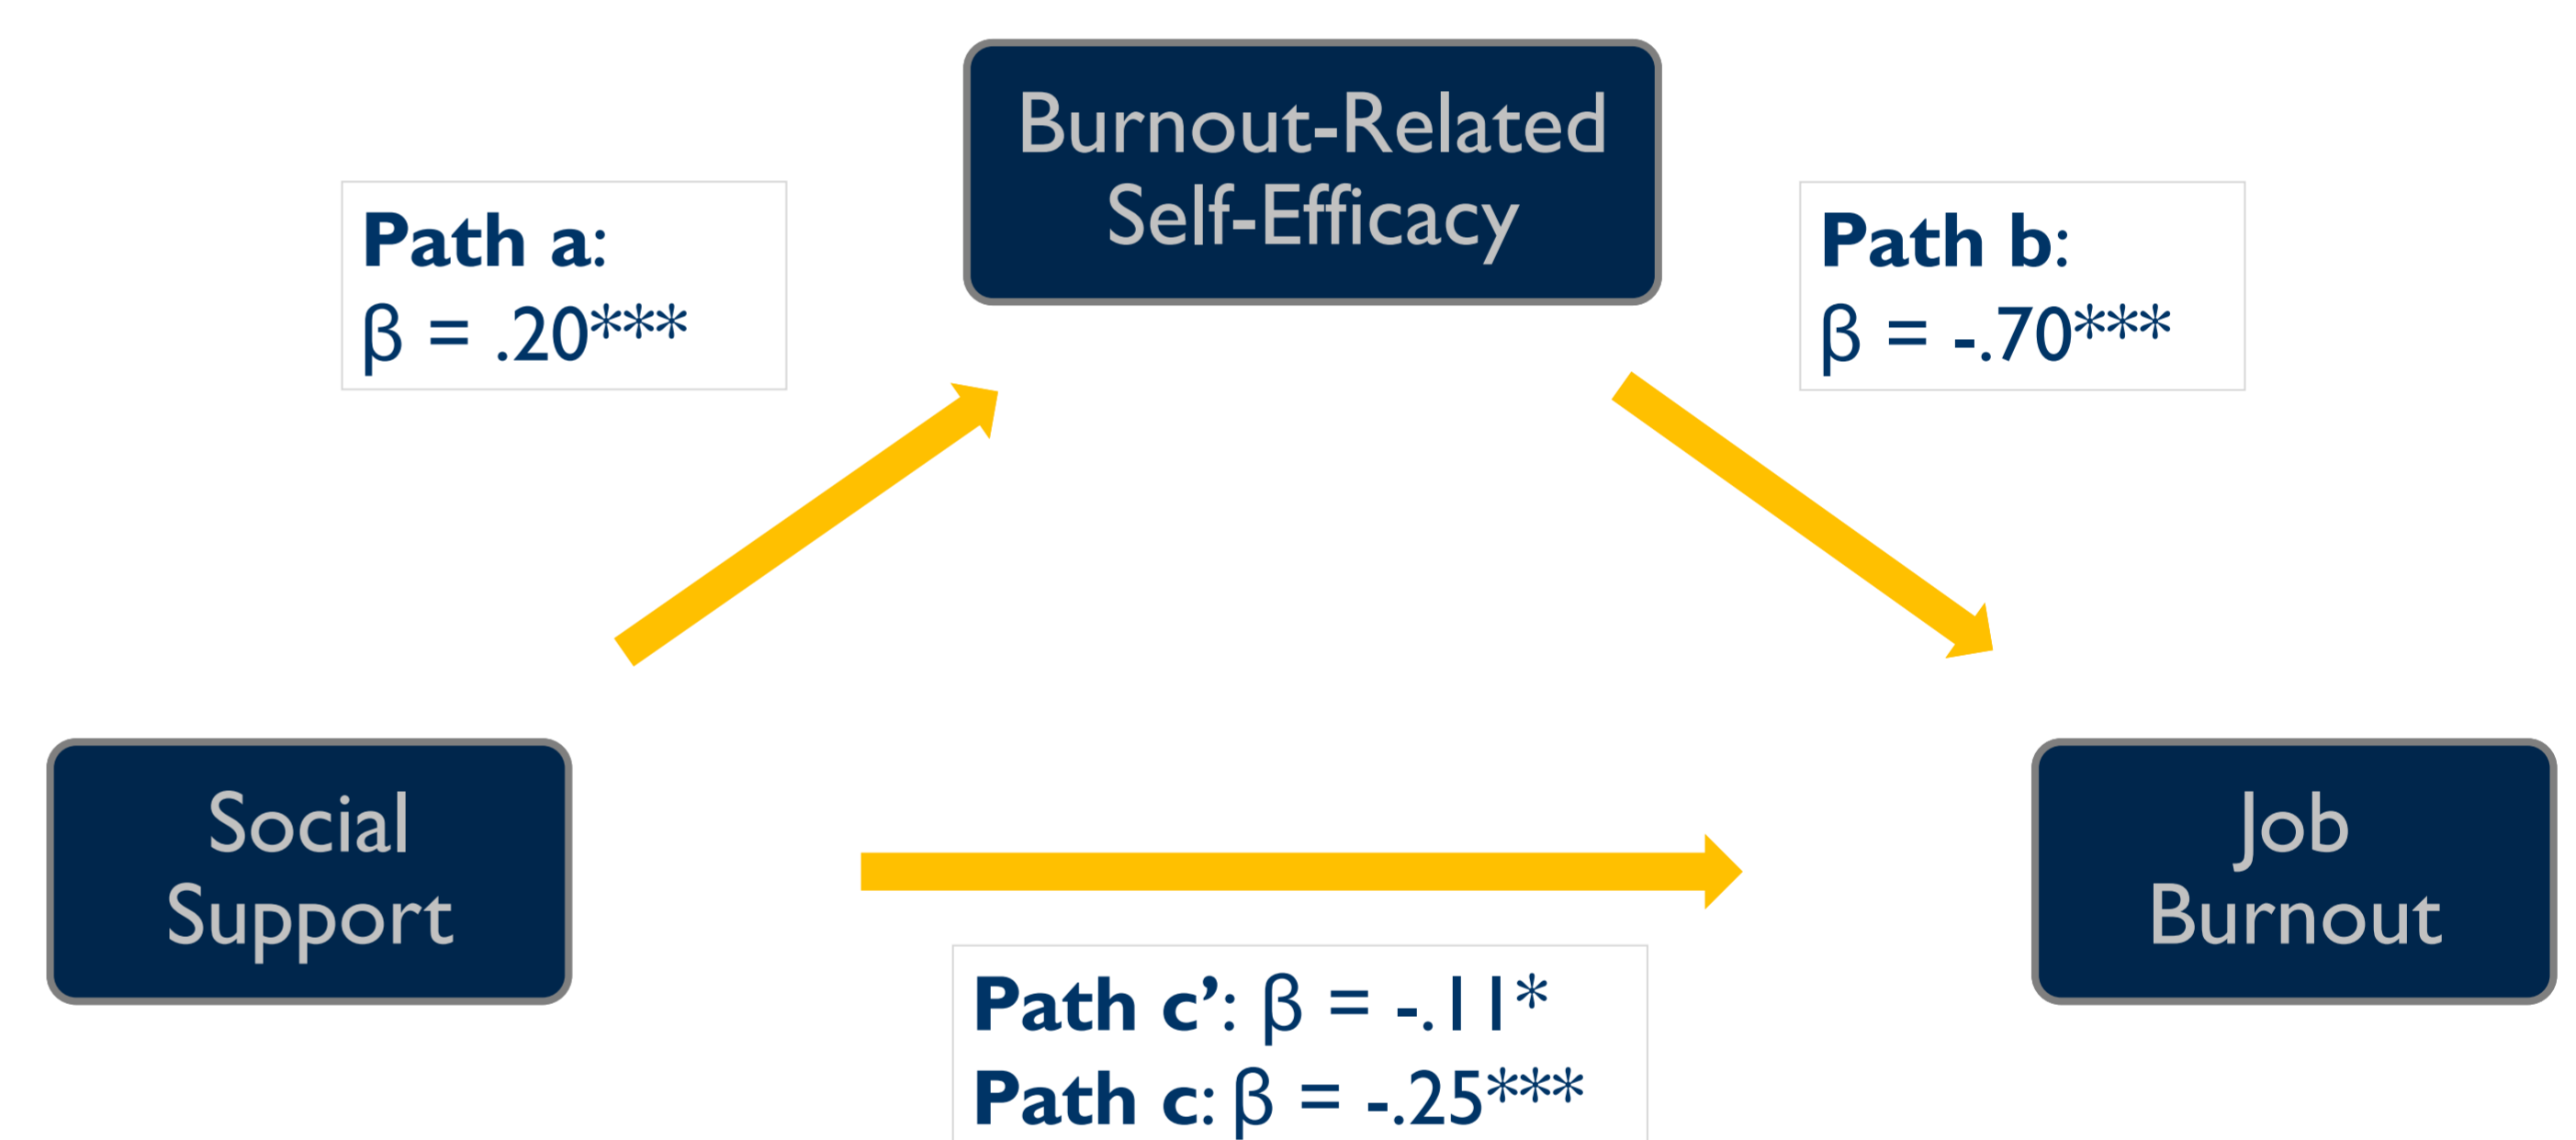 Burnout-Related
Self-Efficacy
Path a:
β = .20***
Path b:
β = -.70***
Social
Support
Job
Burnout
Path c’: β = -.11*
Path c: β = -.25***